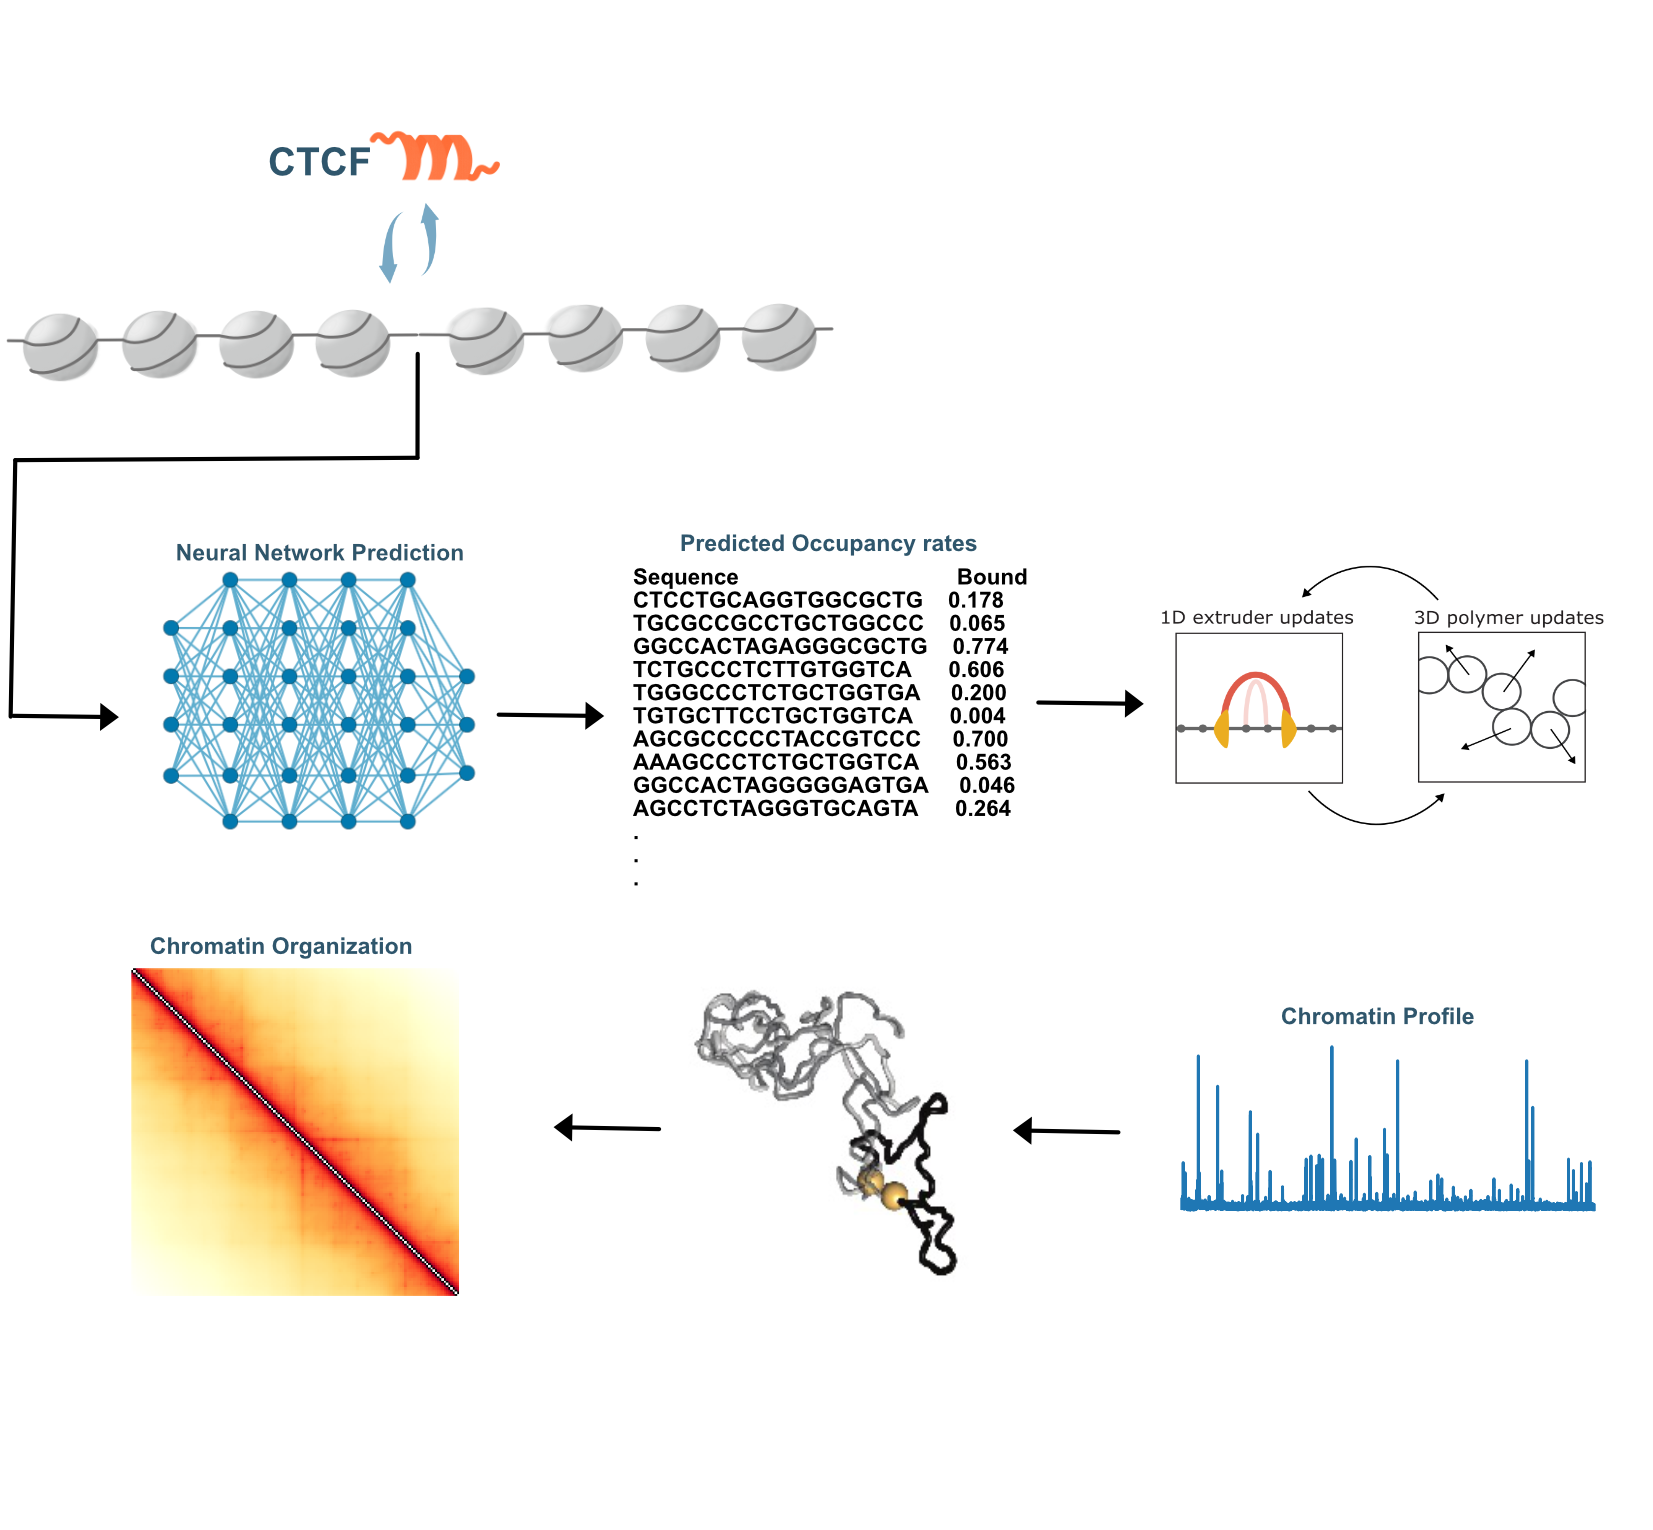 CTCF
Neural Network Prediction
Predicted Occupancy rates
Sequence Bound
CTCCTGCAGGTGGCGCTG 0.178
TGCGCCGCCTGCTGGCCC 0.065
GGCCACTAGAGGGCGCTG 0.774
TCTGCCCTCTTGTGGTCA 0.606
TGGGCCCTCTGCTGGTGA 0.200
TGTGCTTCCTGCTGGTCA 0.004
AGCGCCCCCTACCGTCCC 0.700
AAAGCCCTCTGCTGGTCA 0.563
GGCCACTAGGGGGAGTGA 0.046
AGCCTCTAGGGTGCAGTA 0.264
.
.
.
1D extruder updates
3D polymer updates
Chromatin Organization
Chromatin Profile